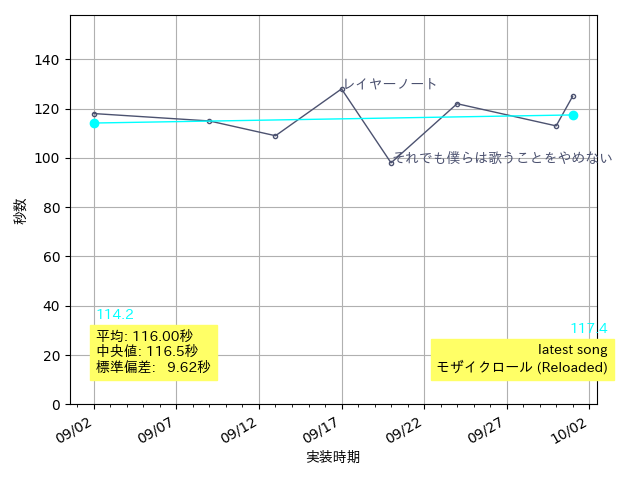 140
120
100
80
60
40
20
0
秒数
レイヤーノート
それでも僕らは歌うことをやめない
114.2
117.4
平均: 116.00秒
中央値: 116.5秒
標準偏差: 9.62秒
latest song
モザイクロール (Reloaded)
09/02
09/07
09/12
09/17
09/22
09/27
10/02
実装時期